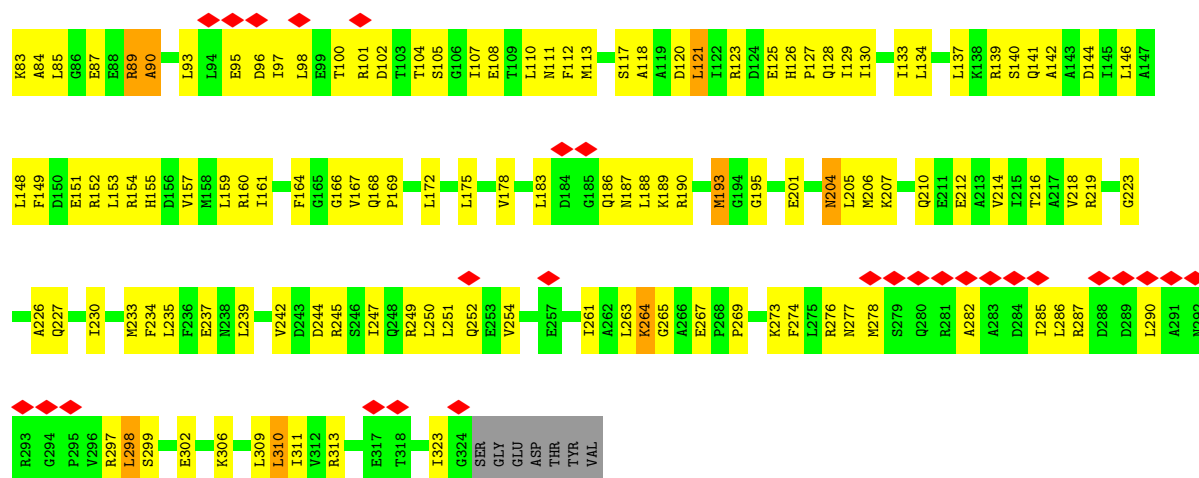 K83 A84 L85 G86 E87 E88 R89 A90 L93 L94 E95 D96 I97 L98 E99 T100 R101 D102 T103 T104 S105 G106 I107 E108 T109 L110 N111 F112 M113 S117 A118 A119 D120 L121 I122 R123 D124 E125 H126 P127 Q128 I129 I130 I133 L134 L137 K138 R139 S140 Q141 A142 A143 D144 I145 L146 A147
L148 F149 D150 E151 R152 L153 R154 H155 D156 V157 M158 L159 R160 I161 F164 G165 G166 V167 Q168 P169 L172 L175 V178 L183 D184 G185 Q186 N187 L188 K189 R190 M193 G194 G195 E201 N204 L205 M206 K207 Q210 E211 E212 A213 V214 I215 T216 A217 V218 R219 G223
A226 Q227 I230 M233 F234 L235 F236 E237 N238 L239 V242 D243 D244 R245 S246 I247 Q248 R249 L250 L251 Q252 E253 V254 E257 I261 A262 L263 K264 G265 A266 E267 P268 P269 K273 F274 L275 R276 N277 M278 S279 Q280 R281 A282 A283 D284 I285 L286 R287 D288 D289 L290 A291 N292
R293 G294 P295 V296 R297 L298 S299 E302 K306 L309 L310 I311 V312 R313 E317 T318 I323 G324 SER GLY GLU ASP THR TYR VAL